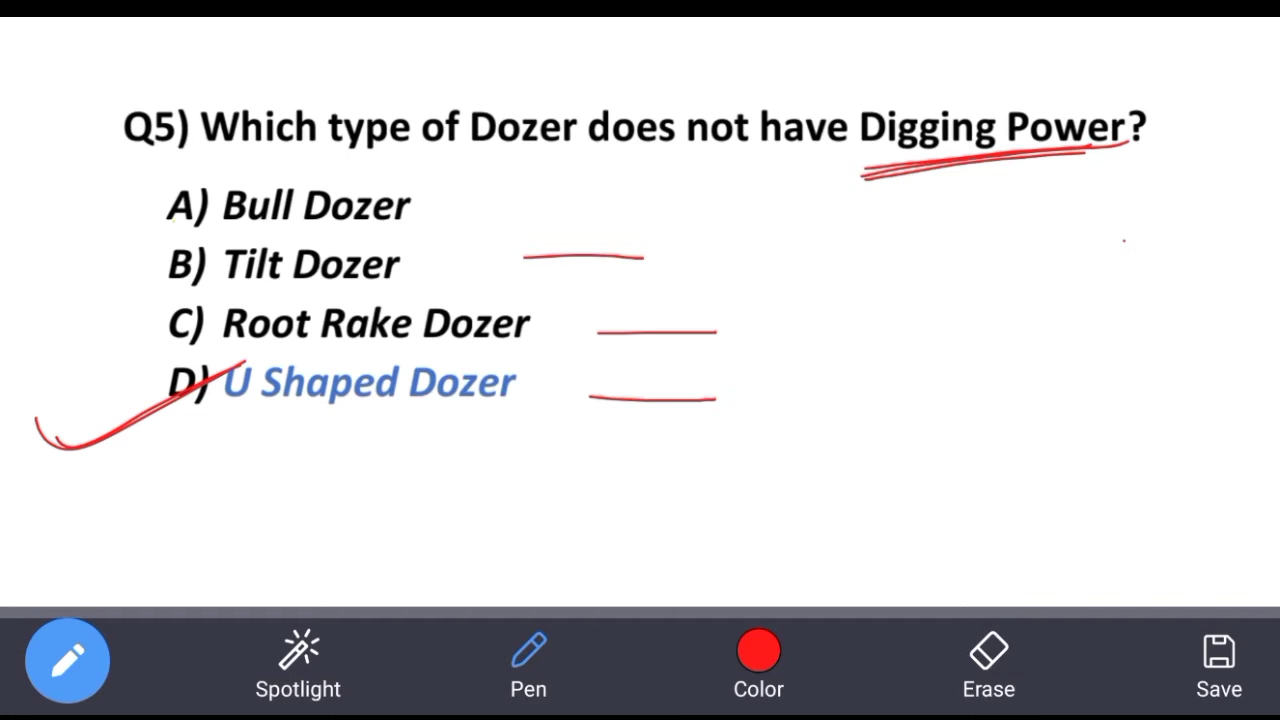 Q5) Which type of Dozer does not have Digging Power?
A) Bull Dozer
B) Tilt Dozer
C) Root Rake Dozer
D) U Shaped Dozer
Spotlight
Pen
Color
Erase
Save